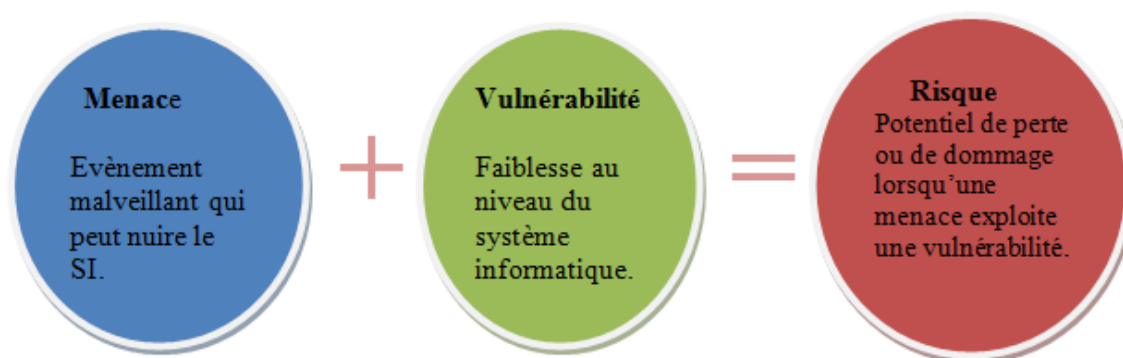 Menace
Evènement
malveillant qui
peut nuire le
SI.
+
Vulnérabilité
Faiblesse au
niveau du
système
informatique.
=
Risque
Potentiel de perte
ou de dommage
lorsqu’une
menace exploite
une vulnérabilité.